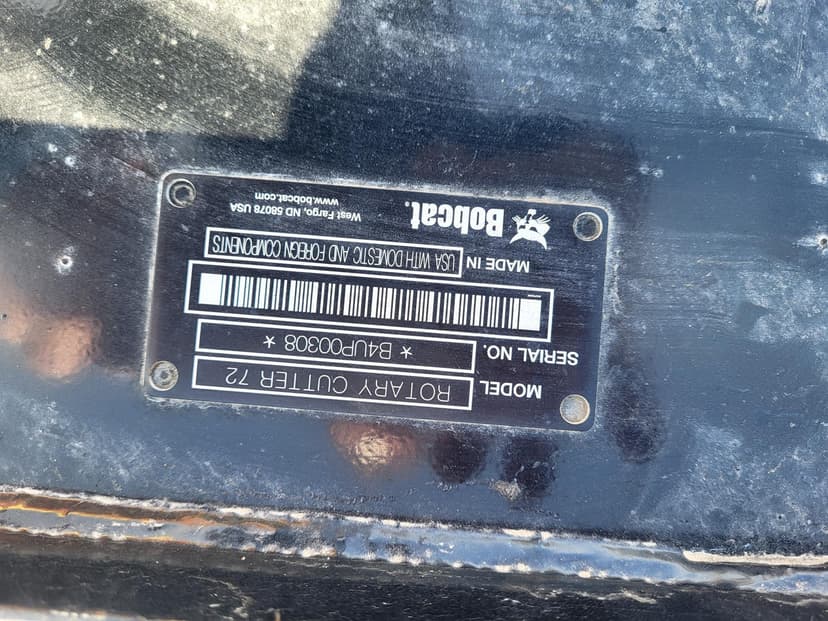 Bobcat.
West Fargo, ND 58078 USA
www.bobcat.com
MADE IN USA WITH DOMESTIC AND FOREIGN COMPONENTS
SERIAL NO. * B4UP00308 *
MODEL ROTARY CUTTER 72